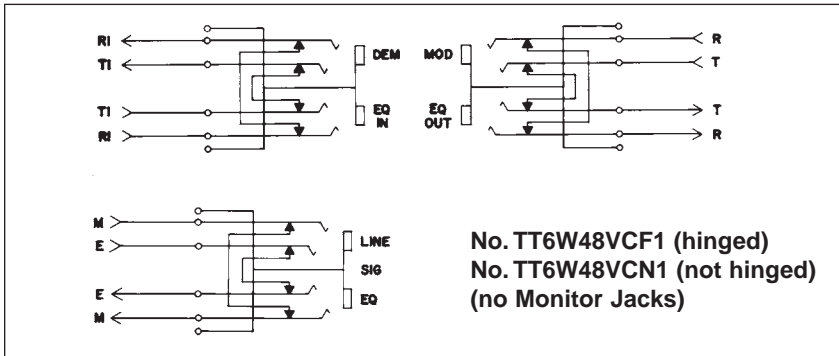 RI
TI
TI
RI
DEM
EQ
IN
MOD
EQ
OUT
R
T
T
R
M
E
E
M
LINE
SIG
EQ
No. TT6W48VCF1 (hinged)
No. TT6W48VCN1 (not hinged)
(no Monitor Jacks)